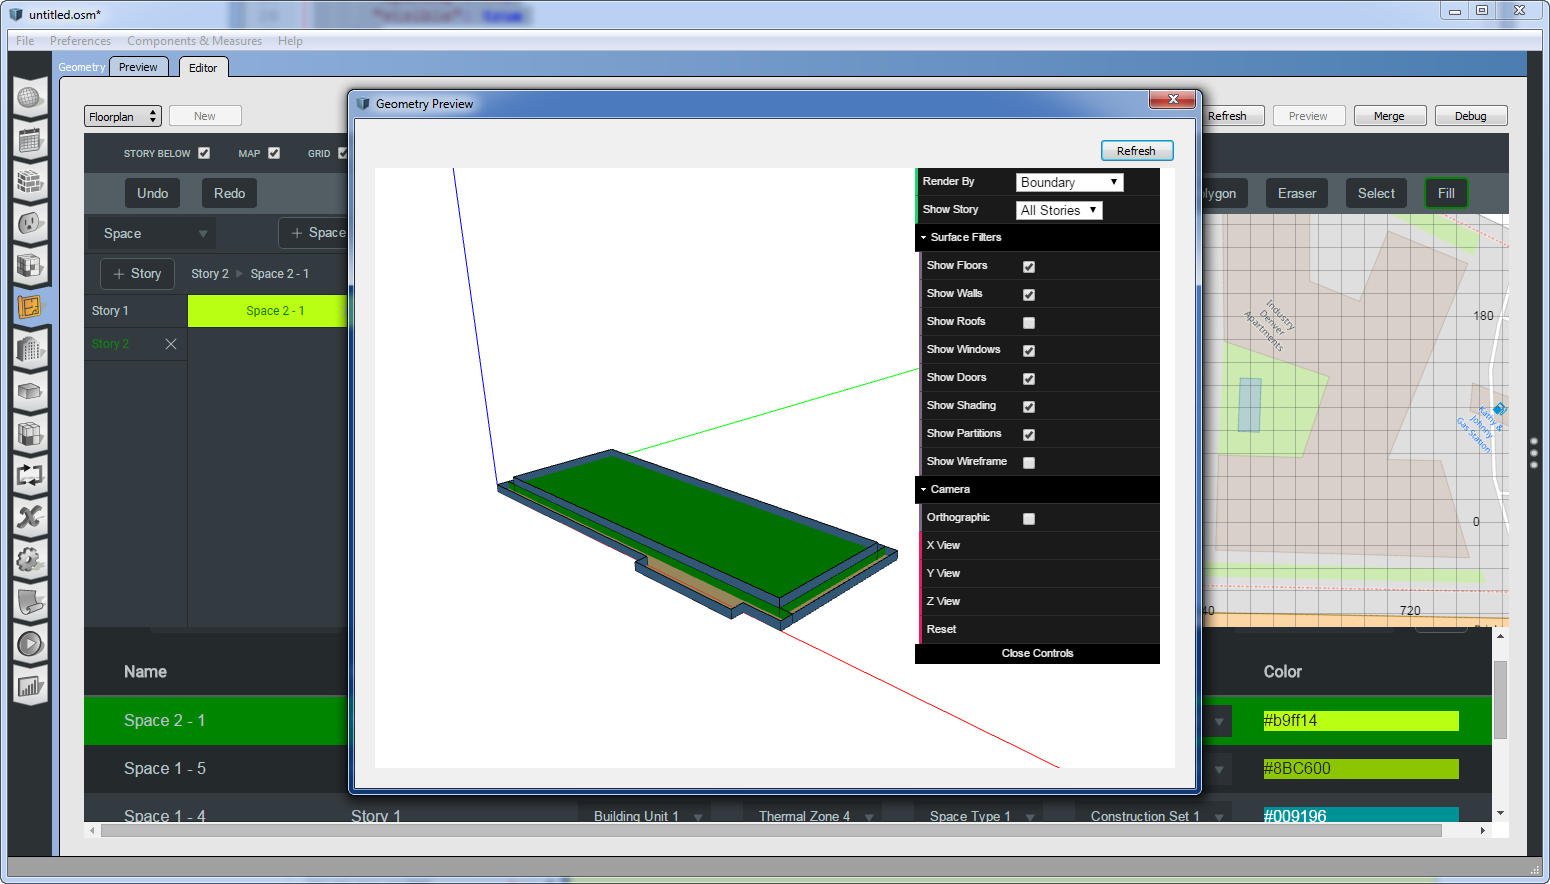 untitled.osm*
File Preferences Components & Measures Help
Geometry Preview Editor
Floorplan New Refresh Preview Merge Debug
STORY BELOW MAP GRID
Undo Redo lygon Eraser Select Fill
Space + Space
+ Story Story 2 Space 2 - 1
Story 1 Space 2 - 1
Story 2
Geometry Preview
Refresh
Render By Boundary
Show Story All Stories
Surface Filters
Show Floors
Show Walls
Show Roofs
Show Windows
Show Doors
Show Shading
Show Partitions
Show Wireframe
Camera
Orthographic
X View
Y View
Z View
Reset
Close Controls
Industry
Denver
Apartments
180
Kathy &
Johnny
Gas Station
0
40 720
Name Color
Space 2 - 1 #b9ff14
Space 1 - 5 #8BC600
Space 1 - 4 Story 1 Building Unit 1 Thermal Zone 4 Space Type 1 Construction Set 1 #009196